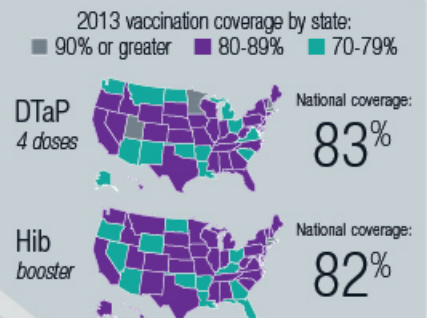 2013 vaccination coverage by state:
90% or greater 80-89% 70-79%
DTaP
4 doses
National coverage:
83%
Hib
booster
National coverage:
82%